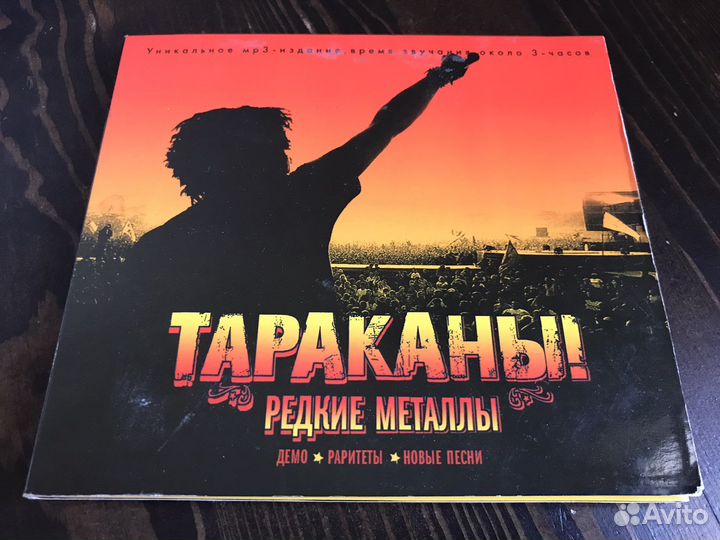 Уникальное mp3-издание, время звучания около 3-часов
ТАРАКАНЫ!
РЕДКИЕ МЕТАЛЛЫ
ДЕМО ★ РАРИТЕТЫ ★ НОВЫЕ ПЕСНИ
Avito